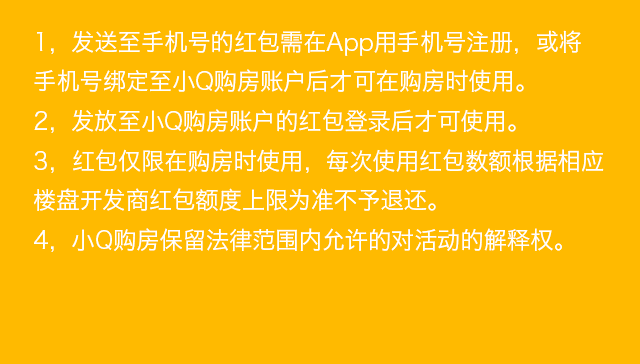 1，发送至手机号的红包需在App用手机号注册，或将
手机号绑定至小Q购房账户后才可在购房时使用。
2，发放至小Q购房账户的红包登录后才可使用。
3，红包仅限在购房时使用，每次使用红包数额根据相应
楼盘开发商红包额度上限为准不予退还。
4，小Q购房保留法律范围内允许的对活动的解释权。